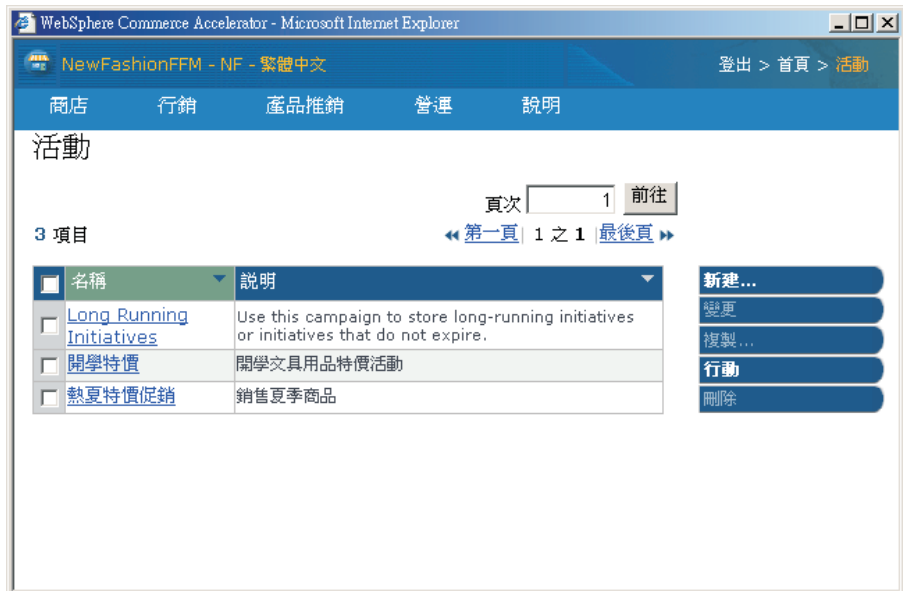 WebSphere Commerce Accelerator - Microsoft Internet Explorer
NewFashionFFM - NF - 繁體中文 登出 > 首頁 > 活動
商店 行銷 產品推銷 營運 說明
活動
頁次 1 前往
3 項目 第一頁| 1 之 1 |最後頁
名稱 說明 新建...
Long Running Use this campaign to store long-running initiatives 變更
Initiatives or initiatives that do not expire. 複製...
開學特價 開學文具用品特價活動 行動
熱夏特價促銷 銷售夏季商品 刪除